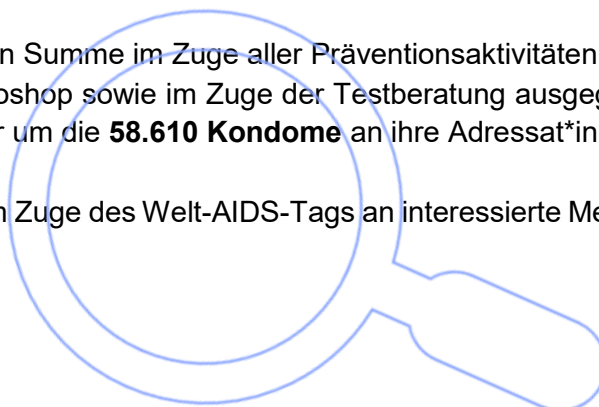 n Summe im Zuge aller Präventionsaktivitäten
oshop sowie im Zuge der Testberatung ausgeg
r um die 58.610 Kondome an ihre Adressat*in
n Zuge des Welt-AIDS-Tags an interessierte Me